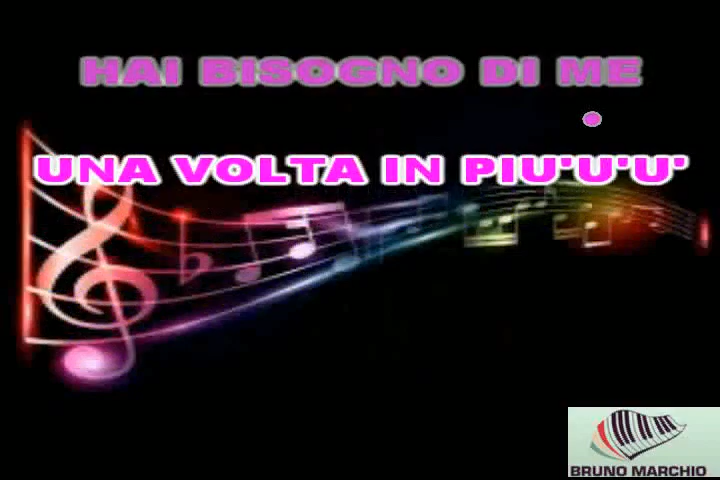 HAI BISOGNO DI ME
UNA VOLTA IN PIU'U'U'
BRUNO MARCHIO